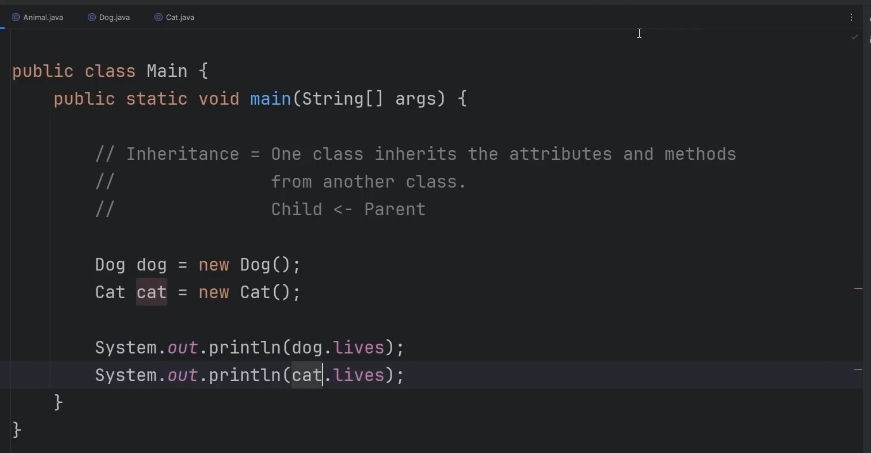 Animal.java Dog.java Cat.java
public class Main {
    public static void main(String[] args) {
        // Inheritance = One class inherits the attributes and methods
        //               from another class.
        //               Child <- Parent
        Dog dog = new Dog();
        Cat cat = new Cat();
        System.out.println(dog.lives);
        System.out.println(cat.lives);
    }
}